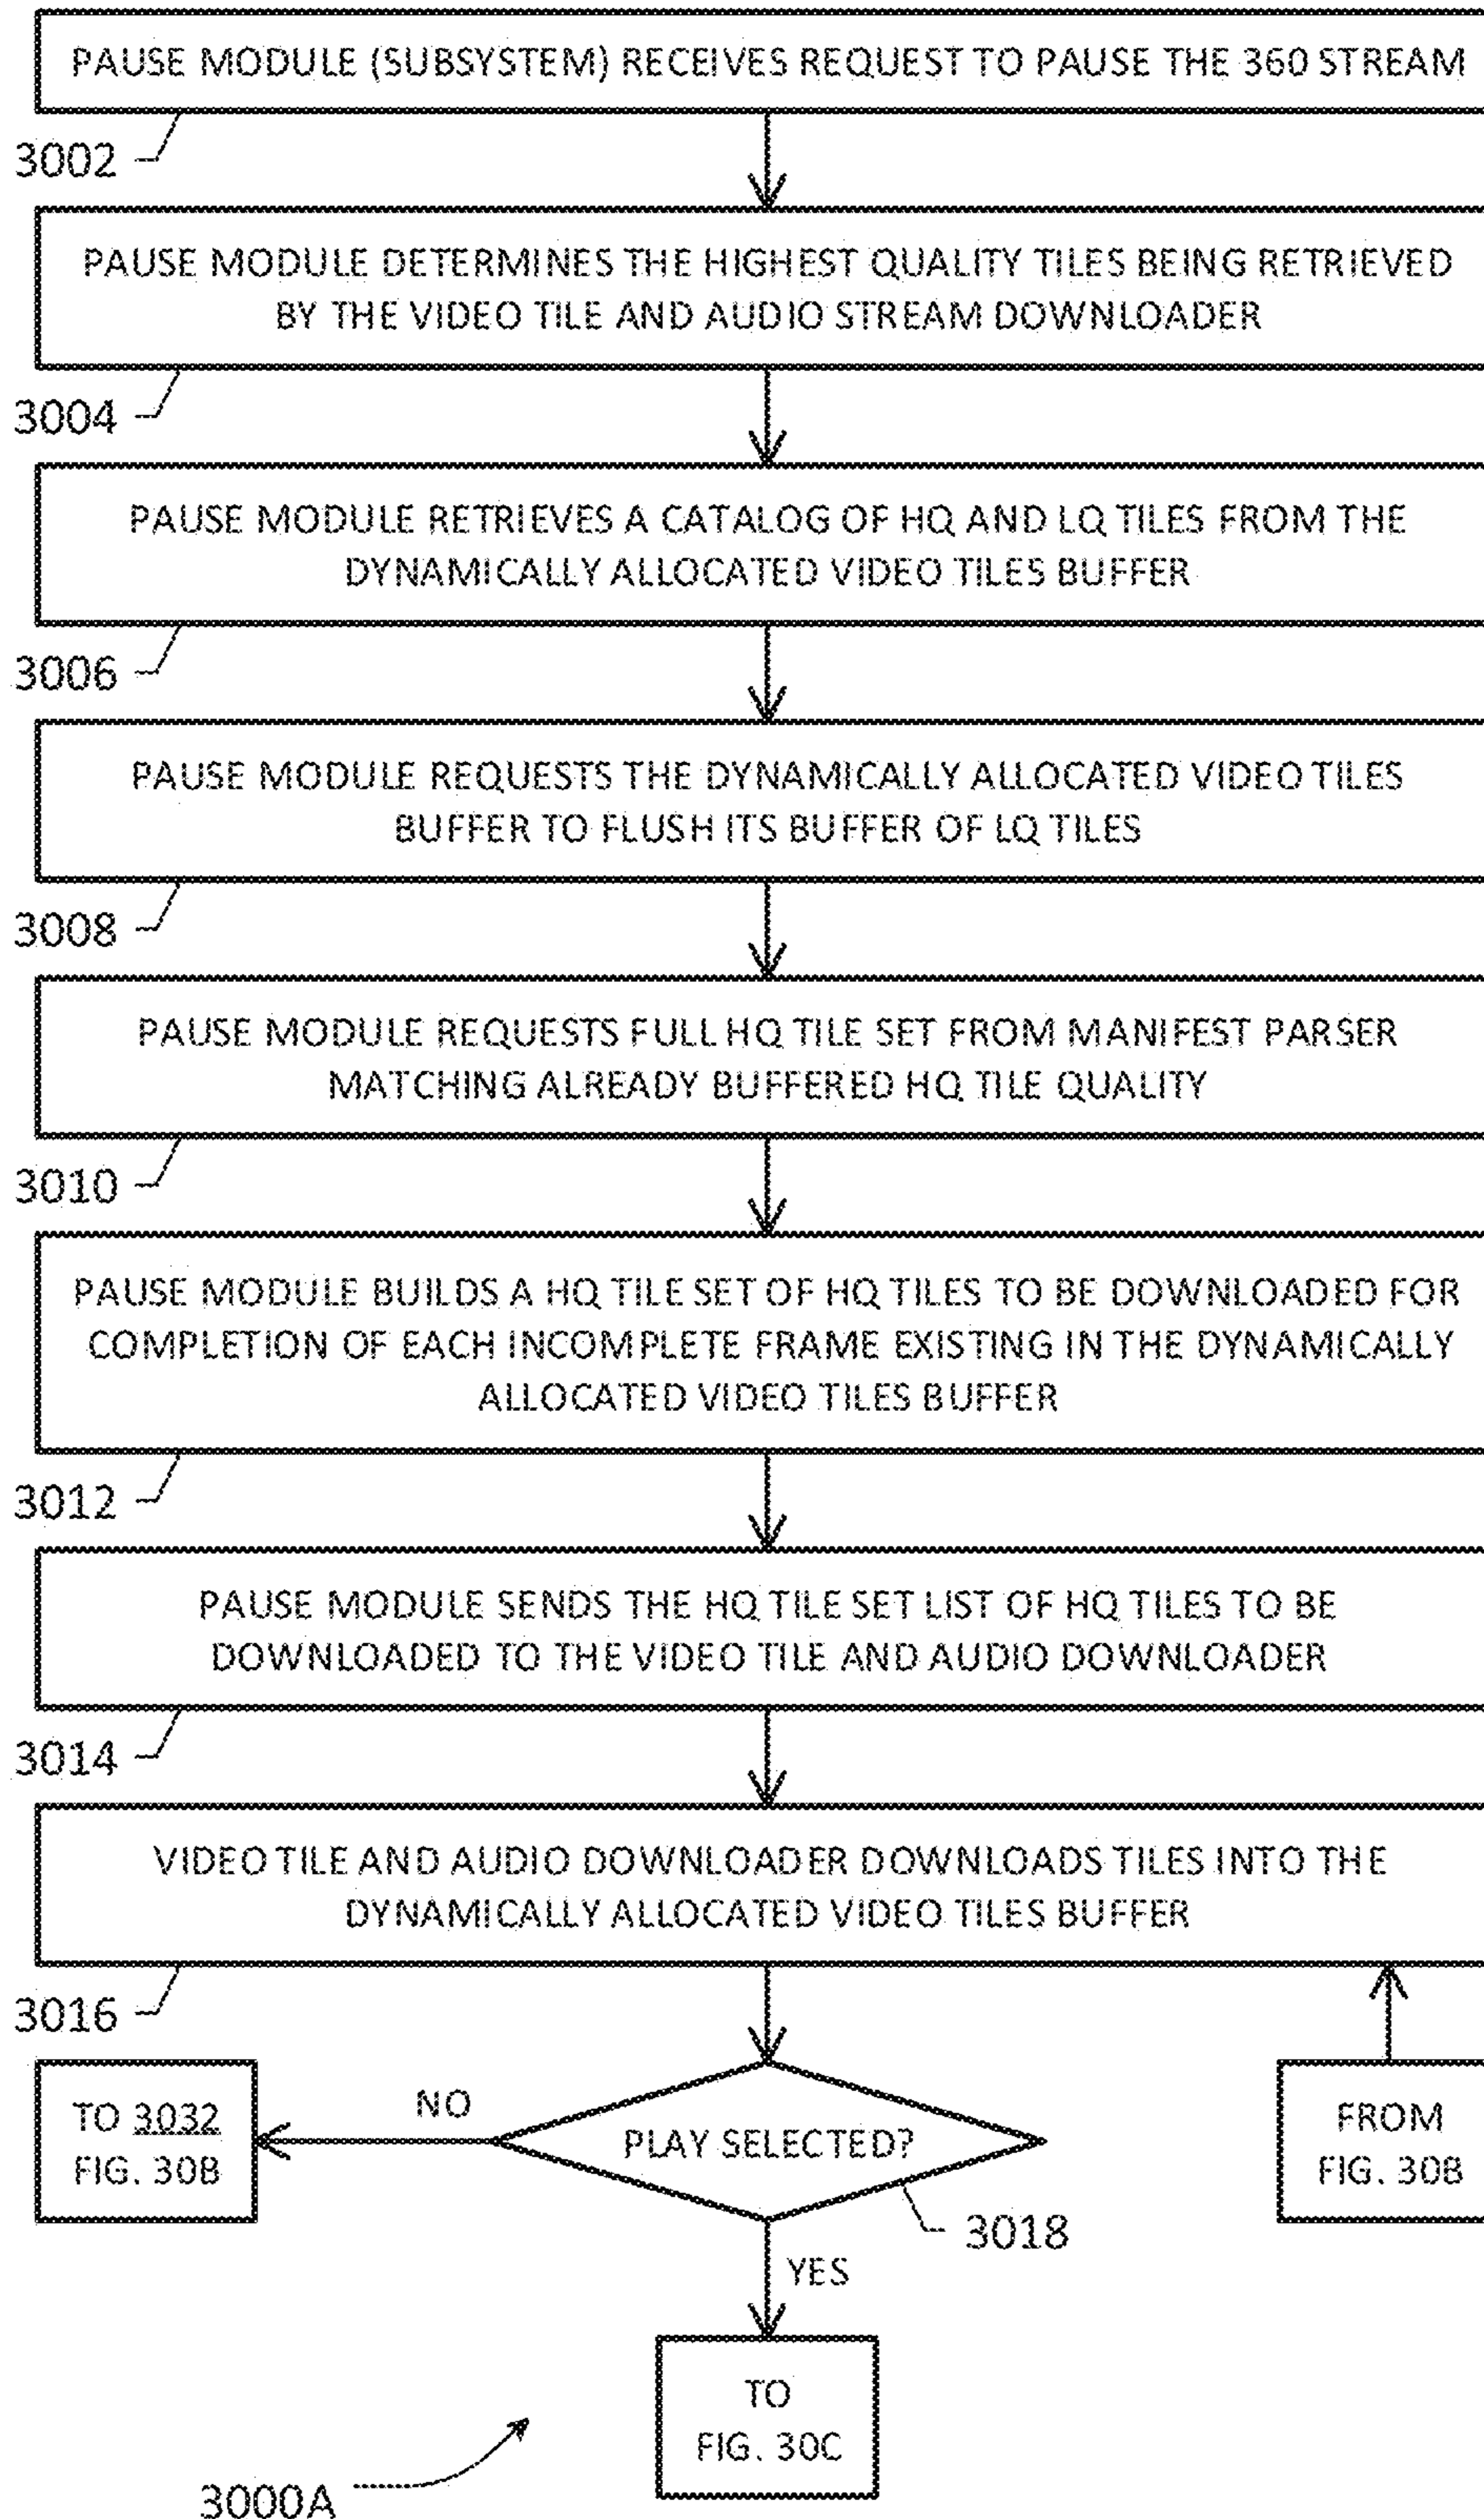 PAUSE MODULE (SUBSYSTEM) RECEIVES REQUEST TO PAUSE THE 360 STREAM
3002
PAUSE MODULE DETERMINES THE HIGHEST QUALITY TILES BEING RETRIEVED
BY THE VIDEO TILE AND AUDIO STREAM DOWNLOADER
3004
PAUSE MODULE RETRIEVES A CATALOG OF HQ AND LQ TILES FROM THE
DYNAMICALLY ALLOCATED VIDEO TILES BUFFER
3006
PAUSE MODULE REQUESTS THE DYNAMICALLY ALLOCATED VIDEO TILES
BUFFER TO FLUSH ITS BUFFER OF LQ TILES
3008
PAUSE MODULE REQUESTS FULL HQ TILE SET FROM MANIFEST PARSER
MATCHING ALREADY BUFFERED HQ TILE QUALITY
3010
PAUSE MODULE BUILDS A HQ TILE SET OF HQ TILES TO BE DOWNLOADED FOR
COMPLETION OF EACH INCOMPLETE FRAME EXISTING IN THE DYNAMICALLY
ALLOCATED VIDEO TILES BUFFER
3012
PAUSE MODULE SENDS THE HQ TILE SET LIST OF HQ TILES TO BE
DOWNLOADED TO THE VIDEO TILE AND AUDIO DOWNLOADER
3014
VIDEO TILE AND AUDIO DOWNLOADER DOWNLOADS TILES INTO THE
DYNAMICALLY ALLOCATED VIDEO TILES BUFFER
3016
TO 3032
FIG. 30B
NO
PLAY SELECTED?
3018
FROM
FIG. 30B
YES
TO
FIG. 30C
3000A